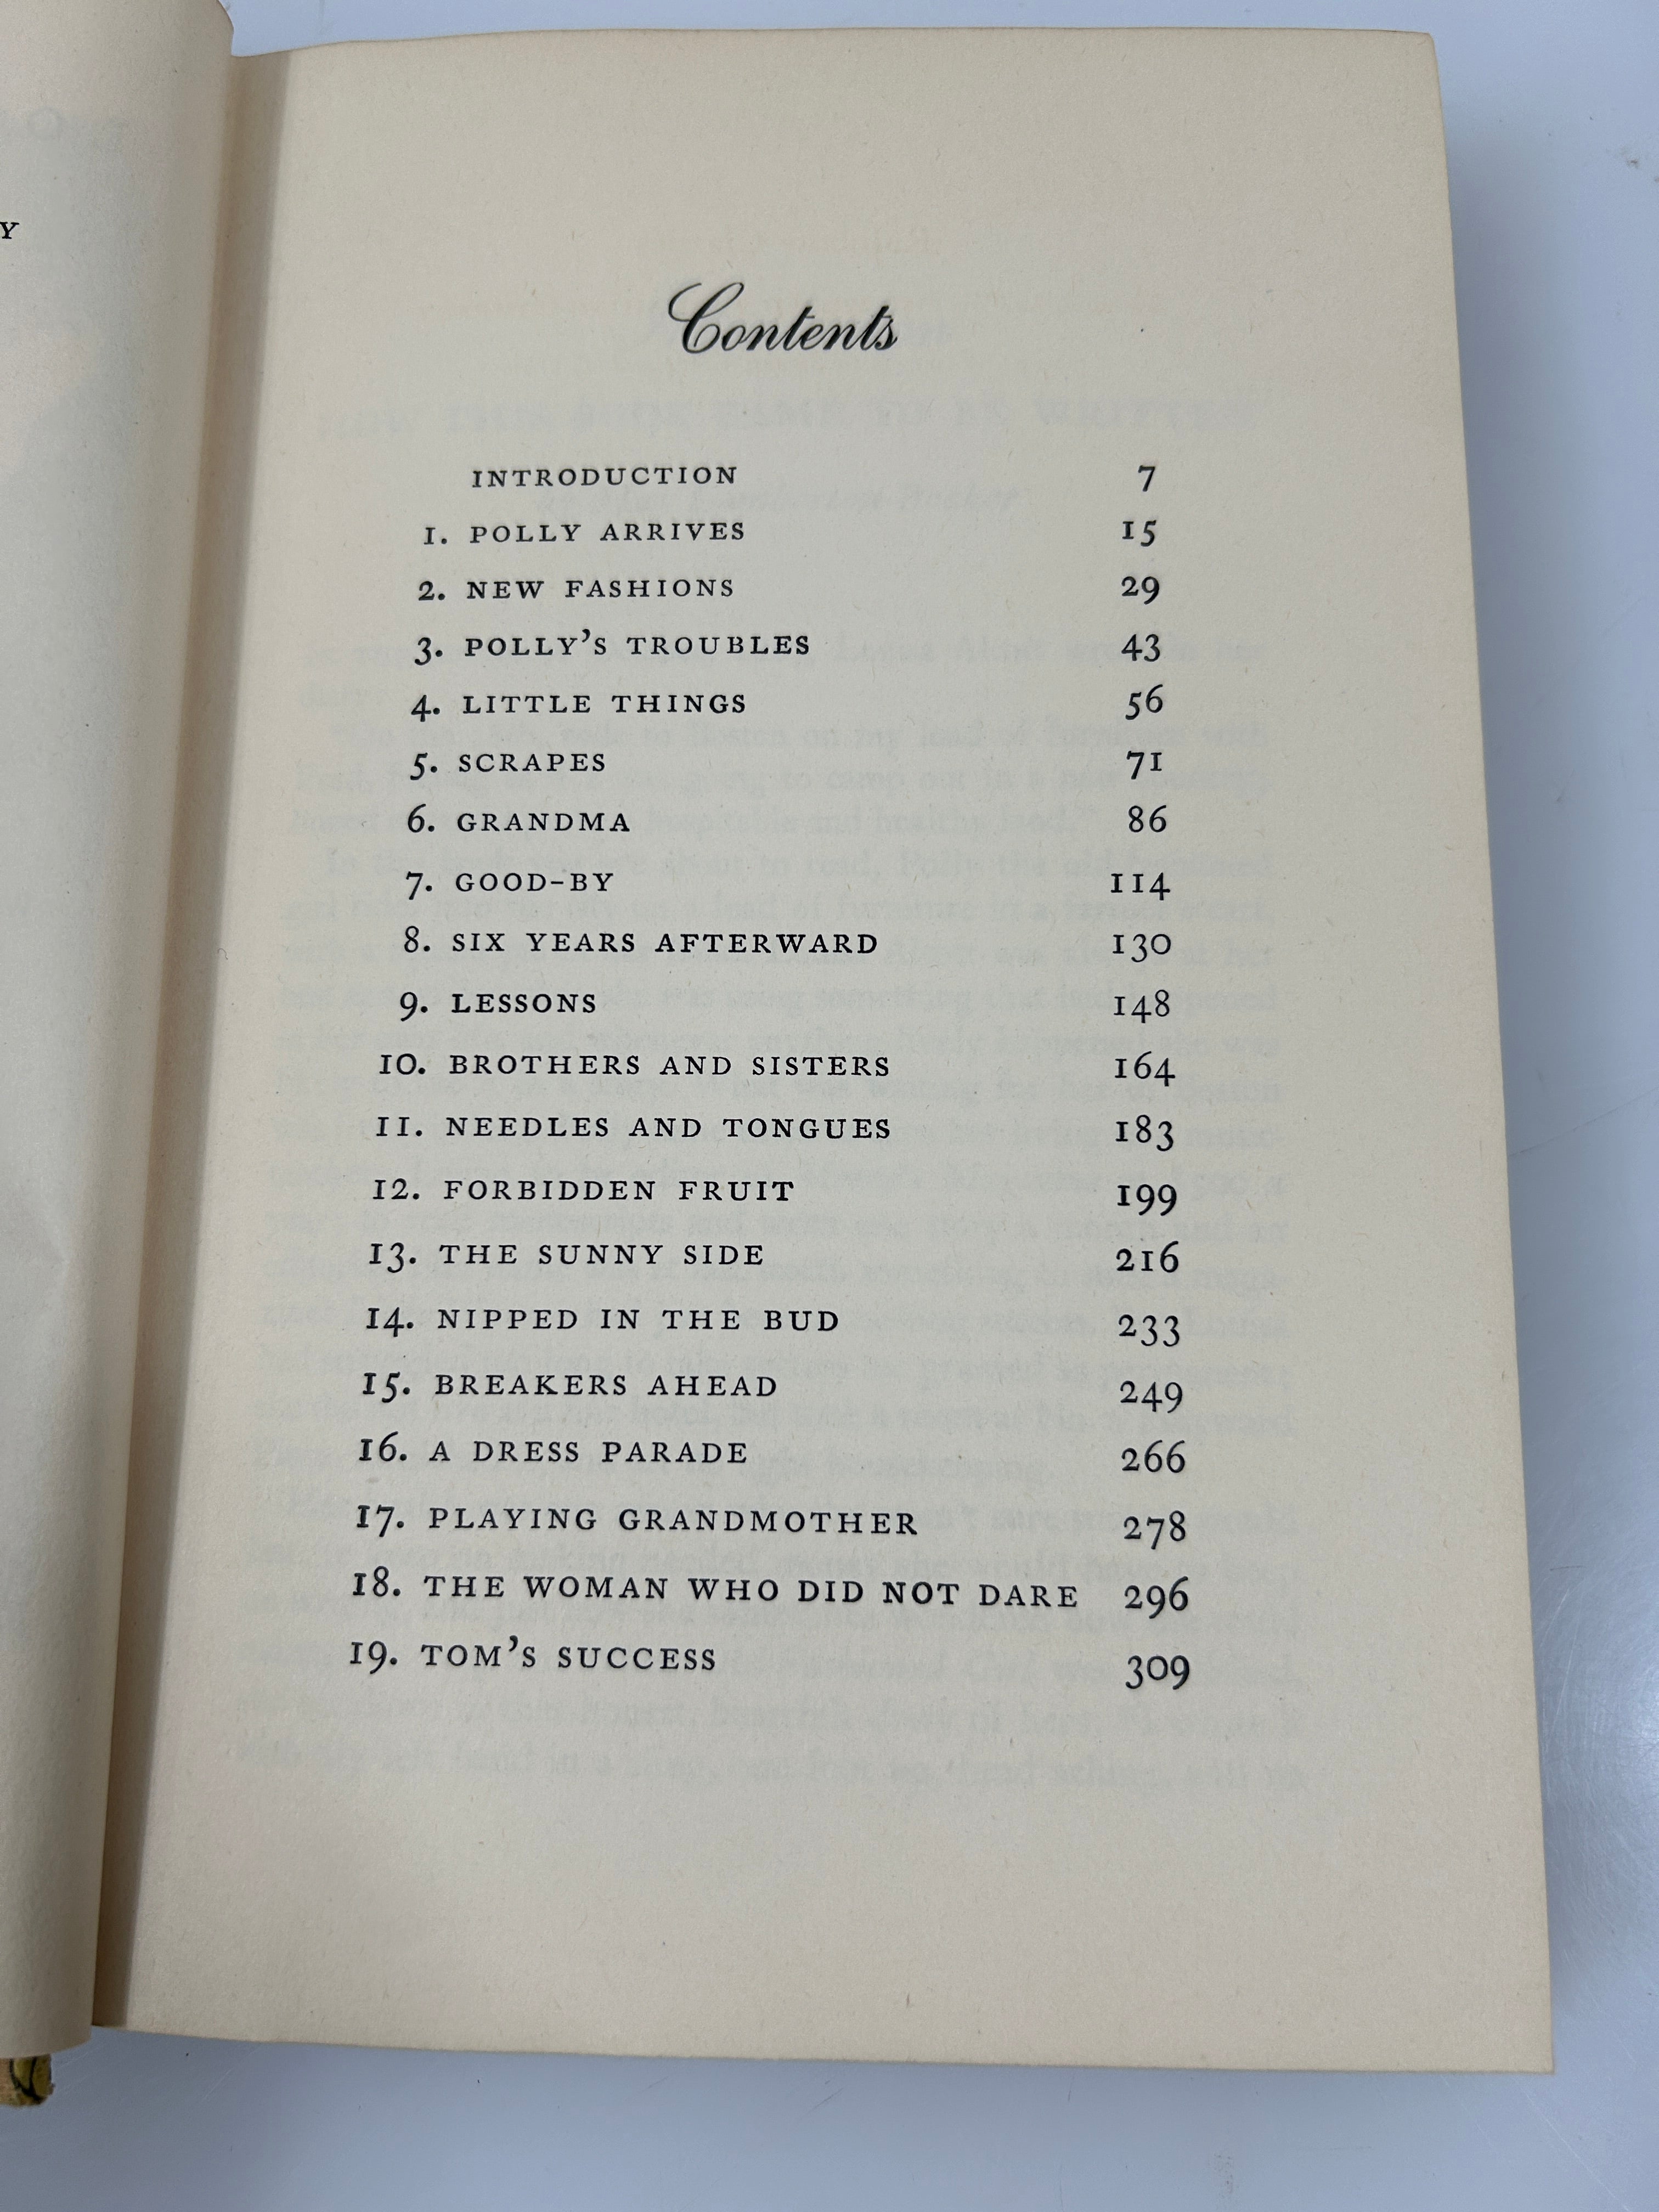 Y
Contents
INTRODUCTION 7
1. POLLY ARRIVES 15
2. NEW FASHIONS 29
3. POLLY'S TROUBLES 43
4. LITTLE THINGS 56
5. SCRAPES 71
6. GRANDMA 86
7. GOOD-BY 114
8. SIX YEARS AFTERWARD 130
9. LESSONS 148
10. BROTHERS AND SISTERS 164
11. NEEDLES AND TONGUES 183
12. FORBIDDEN FRUIT 199
13. THE SUNNY SIDE 216
14. NIPPED IN THE BUD 233
15. BREAKERS AHEAD 249
16. A DRESS PARADE 266
17. PLAYING GRANDMOTHER 278
18. THE WOMAN WHO DID NOT DARE 296
19. TOM'S SUCCESS 309